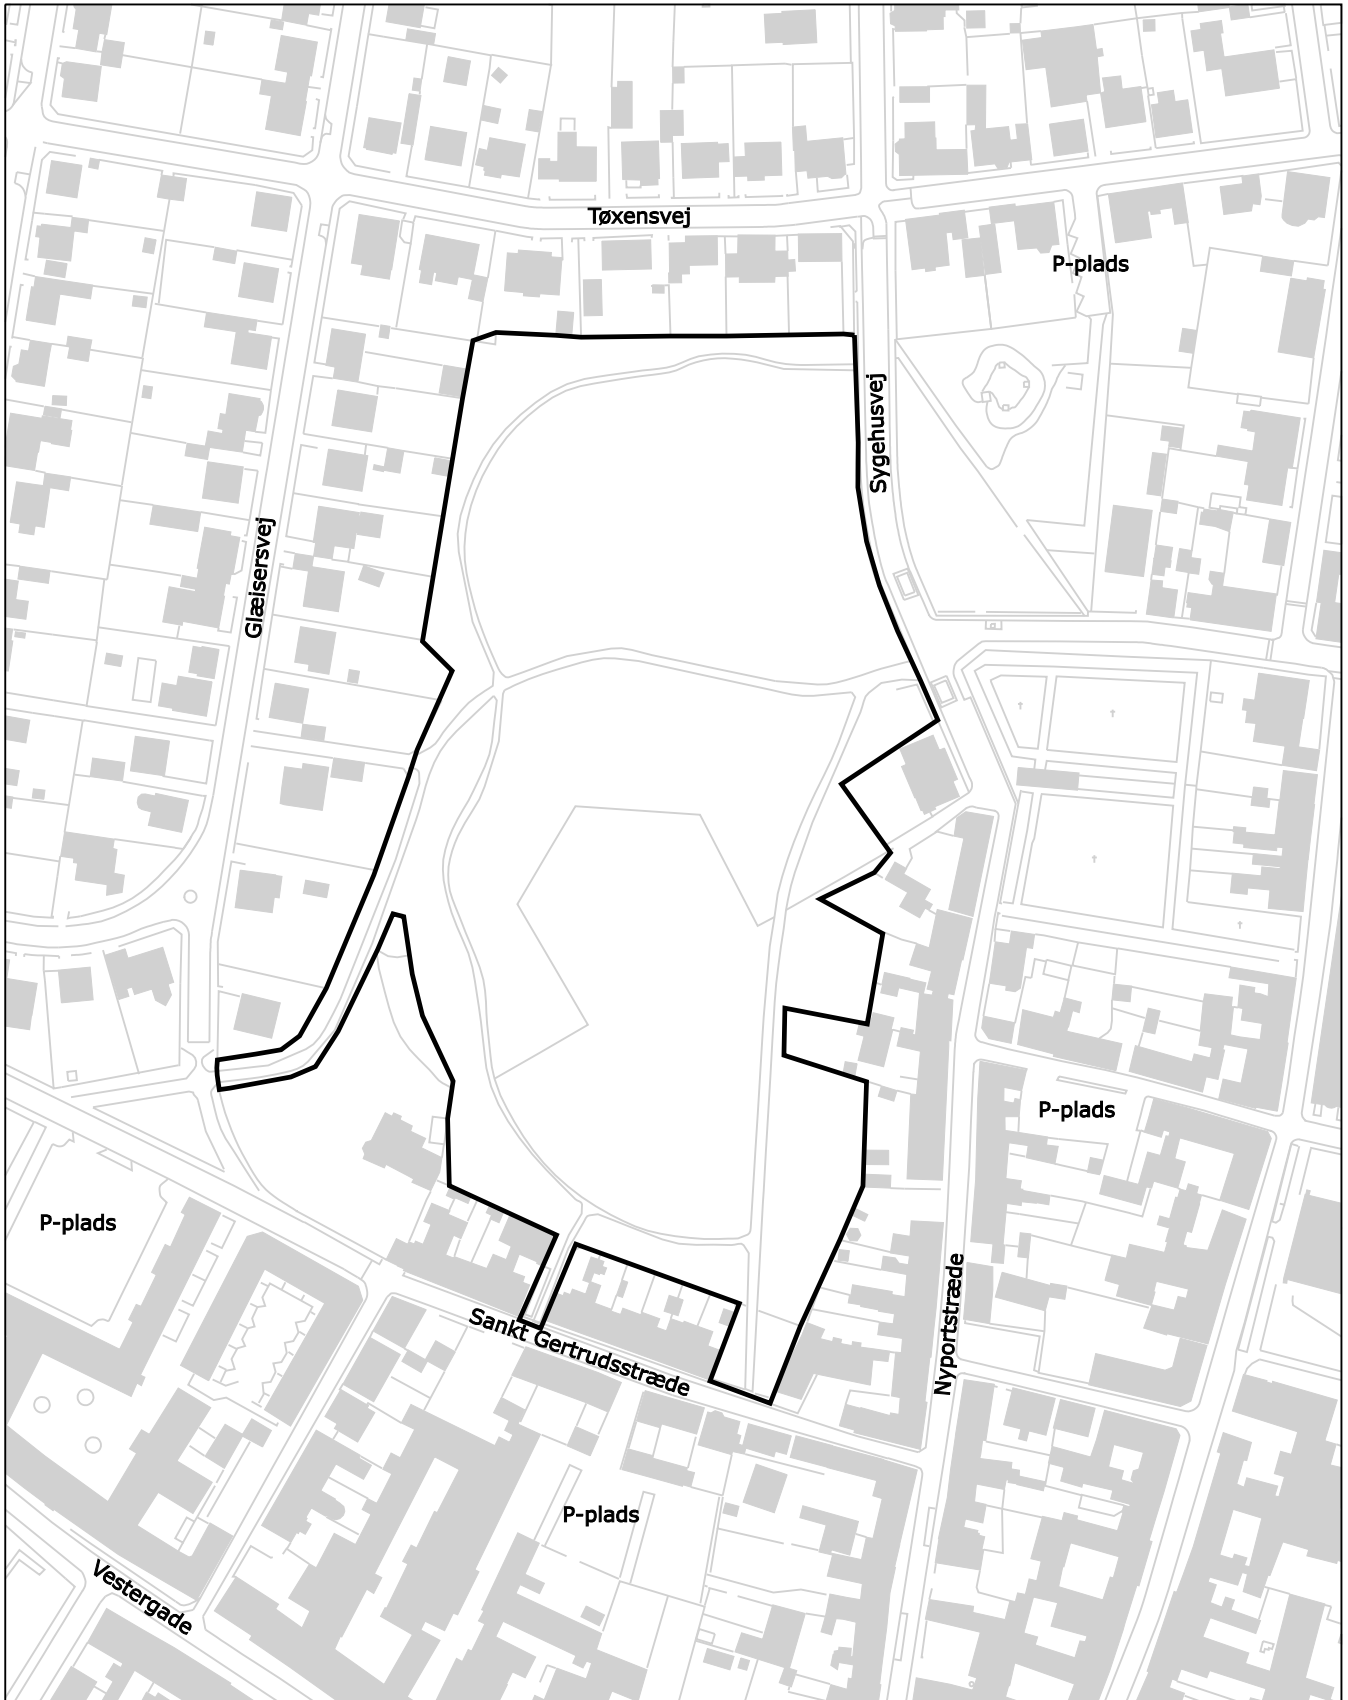 Tøxensvej
P-plads
Sygehusvej
Glæisersvej
P-plads
P-plads
Nyportstræde
Sankt Gertrudsstræde
P-plads
Vestergade